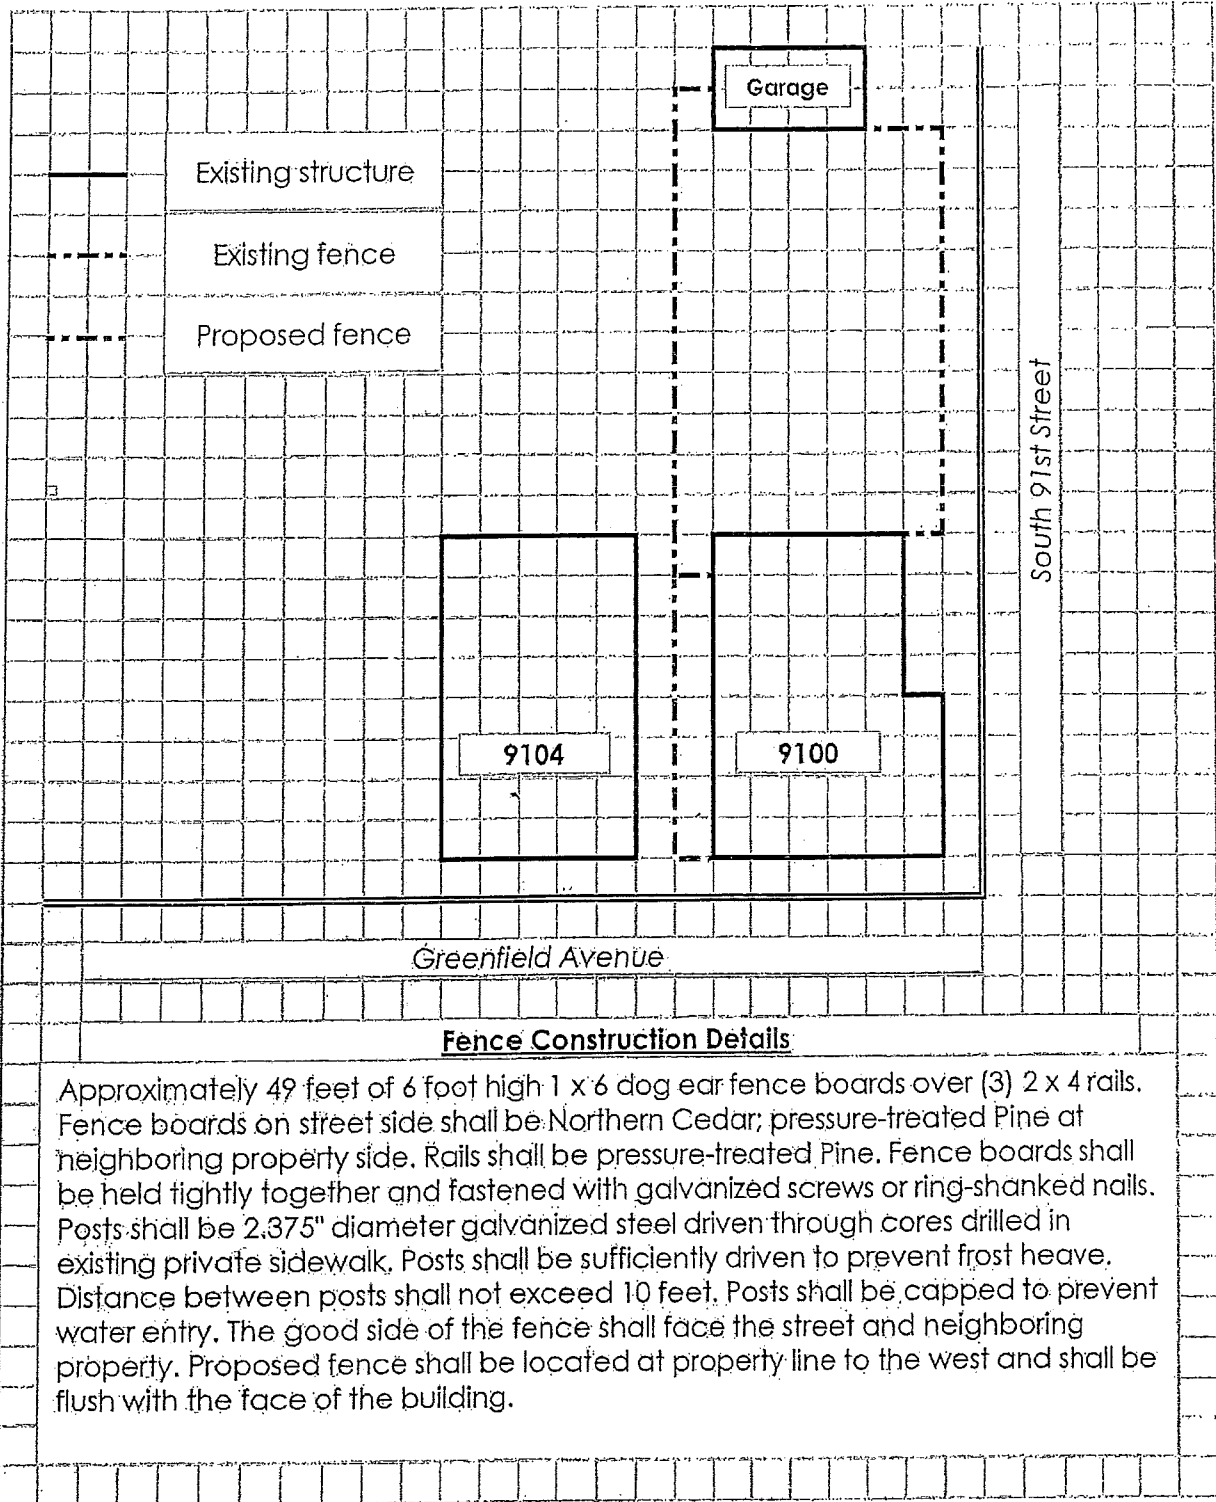 Garage
Existing structure
Existing fence
Proposed fence
South 91st Street
9104
9100
Greenfield Avenue
Fence Construction Details
Approximately 49 feet of 6 foot high 1 x 6 dog ear fence boards over (3) 2 x 4 rails.
Fence boards on street side shall be Northern Cedar; pressure-treated Pine at
neighboring property side. Rails shall be pressure-treated Pine. Fence boards shall
be held tightly together and fastened with galvanized screws or ring-shanked nails.
Posts shall be 2.375" diameter galvanized steel driven through cores drilled in
existing private sidewalk. Posts shall be sufficiently driven to prevent frost heave.
Distance between posts shall not exceed 10 feet. Posts shall be capped to prevent
water entry. The good side of the fence shall face the street and neighboring
property. Proposed fence shall be located at property line to the west and shall be
flush with the face of the building.